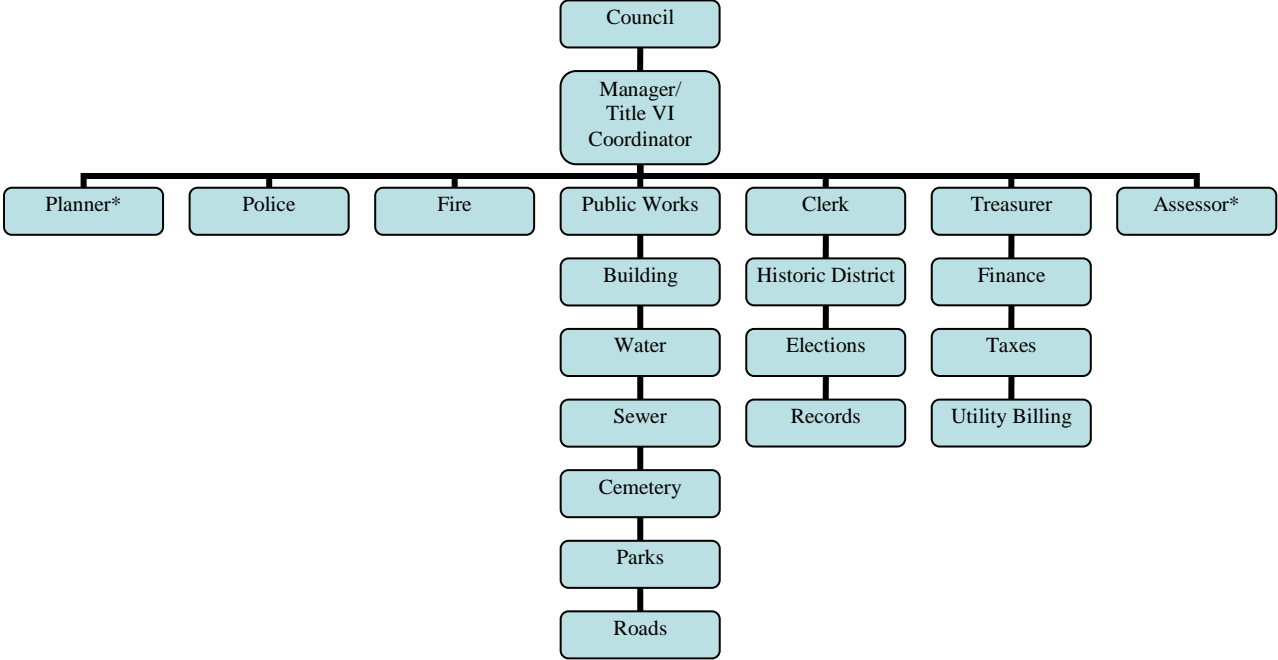 Council
Manager/
Title VI
Coordinator
Planner*
Police
Fire
Public Works
Clerk
Treasurer
Assessor*
Building
Historic District
Finance
Water
Elections
Taxes
Sewer
Records
Utility Billing
Cemetery
Parks
Roads